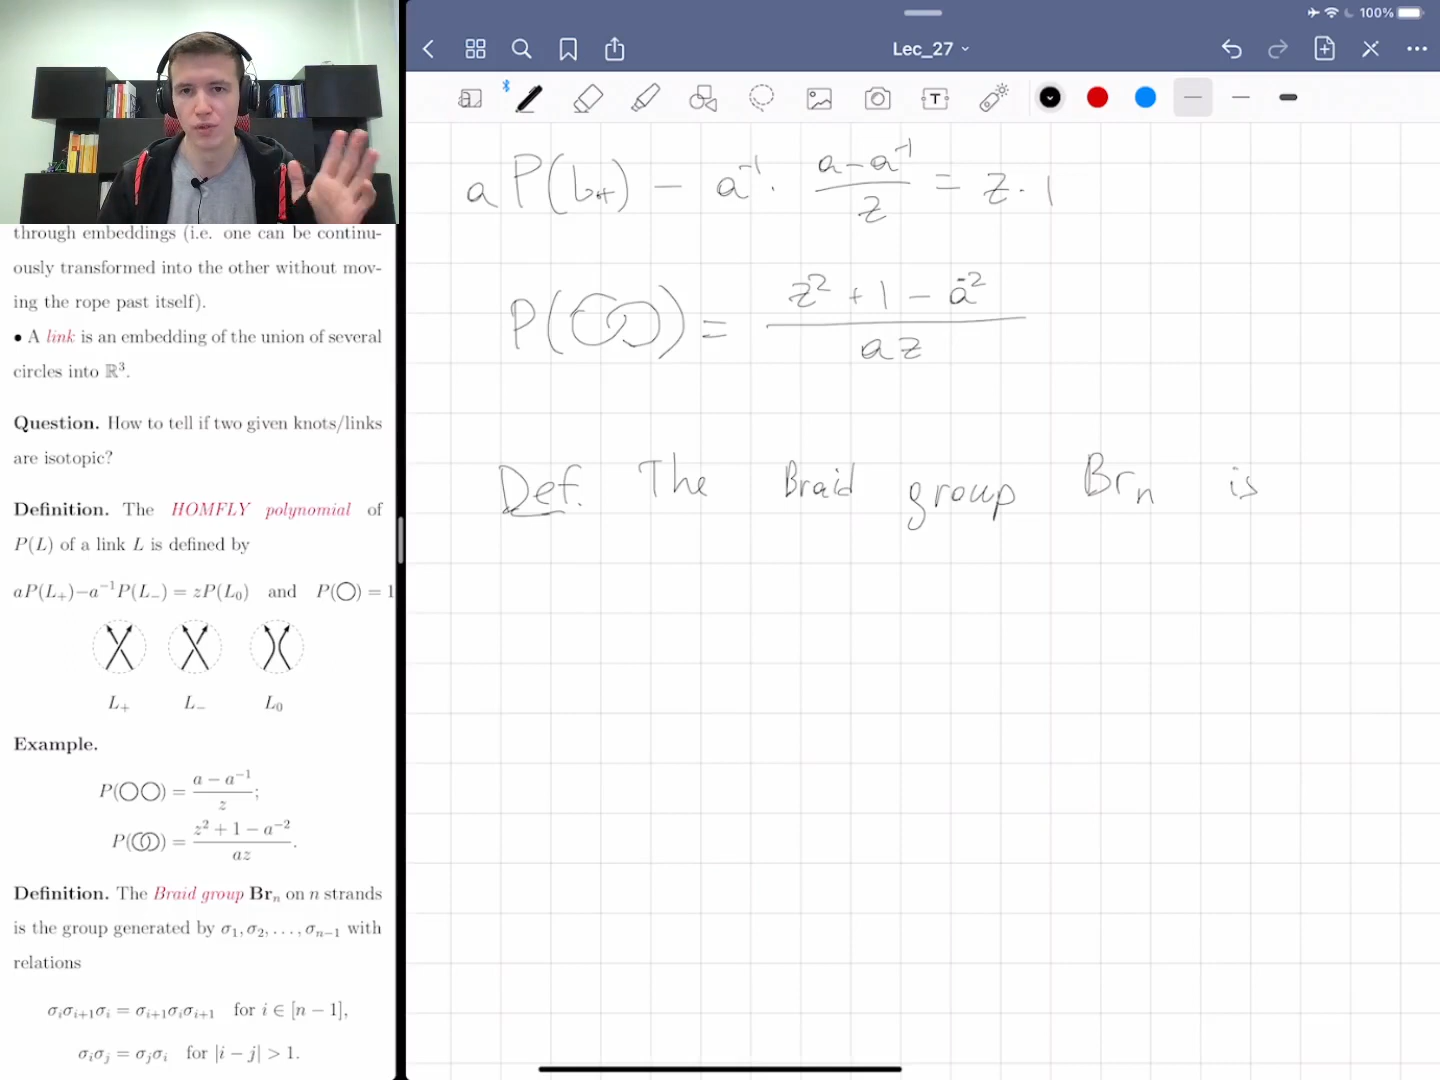 100%
Lec_27
through embeddings (i.e. one can be continu-
ously transformed into the other without mov-
ing the rope past itself).
• A link is an embedding of the union of several
circles into ℝ³.
Question. How to tell if two given knots/links
are isotopic?
Definition. The HOMFLY polynomial of
P(L) of a link L is defined by
aP(L₊)−a⁻¹P(L₋) = zP(L₀) and P(◯) = 1
L₊ L₋ L₀
Example.
P(◯◯) = (a − a⁻¹)/z;
P(◯◯) = (z² + 1 − a⁻²)/(az).
Definition. The Braid group Brₙ on n strands
is the group generated by σ₁, σ₂, . . . , σₙ₋₁ with
relations
σᵢσᵢ₊₁σᵢ = σᵢ₊₁σᵢσᵢ₊₁ for i ∈ [n − 1],
σᵢσⱼ = σⱼσᵢ for |i − j| > 1.
a P(L₊) − a⁻¹ · (a − a⁻¹)/z = z · 1
P(◯◯) = (z² + 1 − a⁻²)/(az)
Def. The Braid group Brₙ is